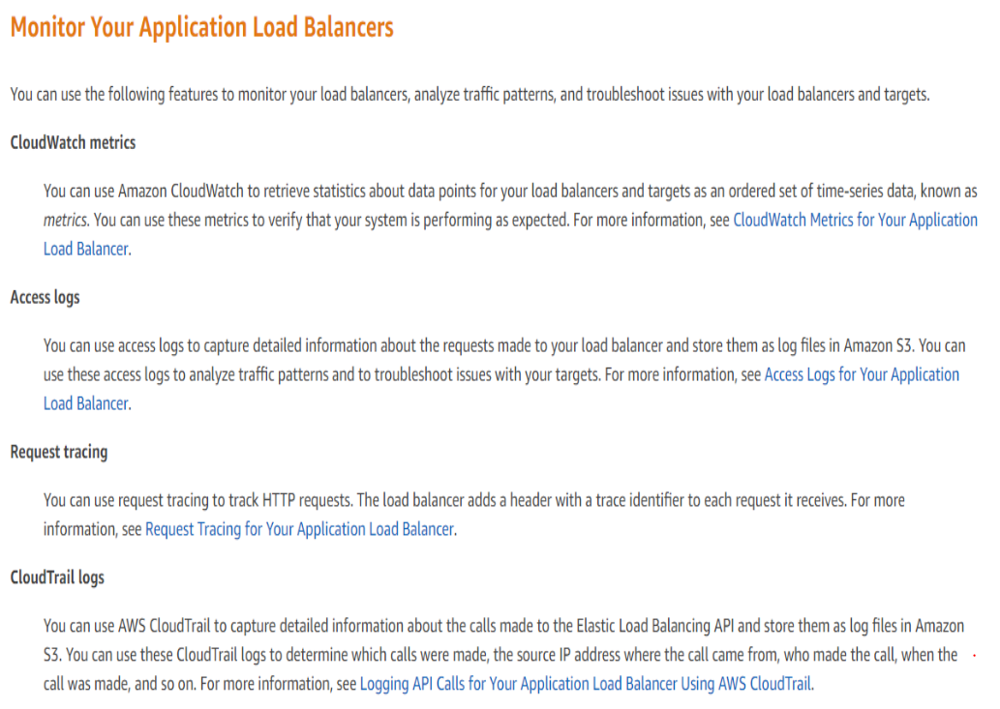 Monitor Your Application Load Balancers
You can use the following features to monitor your load balancers, analyze traffic patterns, and troubleshoot issues with your load balancers and targets.
CloudWatch metrics
You can use Amazon CloudWatch to retrieve statistics about data points for your load balancers and targets as an ordered set of time-series data, known as
metrics. You can use these metrics to verify that your system is performing as expected. For more information, see CloudWatch Metrics for Your Application
Load Balancer.
Access logs
You can use access logs to capture detailed information about the requests made to your load balancer and store them as log files in Amazon S3. You can
use these access logs to analyze traffic patterns and to troubleshoot issues with your targets. For more information, see Access Logs for Your Application
Load Balancer.
Request tracing
You can use request tracing to track HTTP requests. The load balancer adds a header with a trace identifier to each request it receives. For more
information, see Request Tracing for Your Application Load Balancer.
CloudTrail logs
You can use AWS CloudTrail to capture detailed information about the calls made to the Elastic Load Balancing API and store them as log files in Amazon
S3. You can use these CloudTrail logs to determine which calls were made, the source IP address where the call came from, who made the call, when the
call was made, and so on. For more information, see Logging API Calls for Your Application Load Balancer Using AWS CloudTrail.